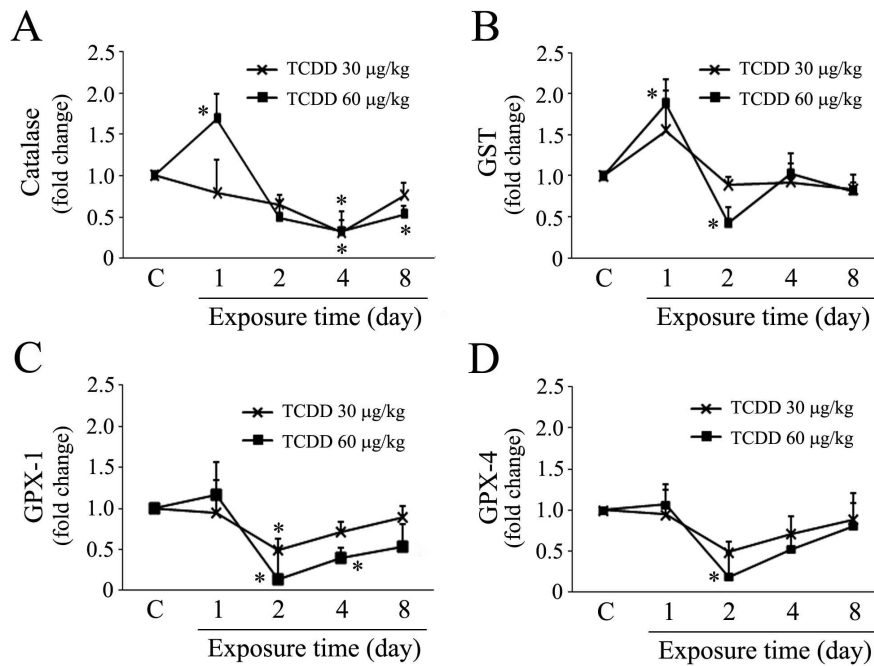 A
Catalase
(fold change)
2.5
2.0
1.5
1.0
0.5
0
TCDD 30 μg/kg
TCDD 60 μg/kg
*
*
*
*
C 1 2 4 8
Exposure time (day)
B
GST
(fold change)
2.5
2.0
1.5
1.0
0.5
0
TCDD 30 μg/kg
TCDD 60 μg/kg
*
*
C 1 2 4 8
Exposure time (day)
C
GPX-1
(fold change)
2.5
2.0
1.5
1.0
0.5
0
TCDD 30 μg/kg
TCDD 60 μg/kg
*
*
*
C 1 2 4 8
Exposure time (day)
D
GPX-4
(fold change)
2.5
2.0
1.5
1.0
0.5
0
TCDD 30 μg/kg
TCDD 60 μg/kg
*
C 1 2 4 8
Exposure time (day)